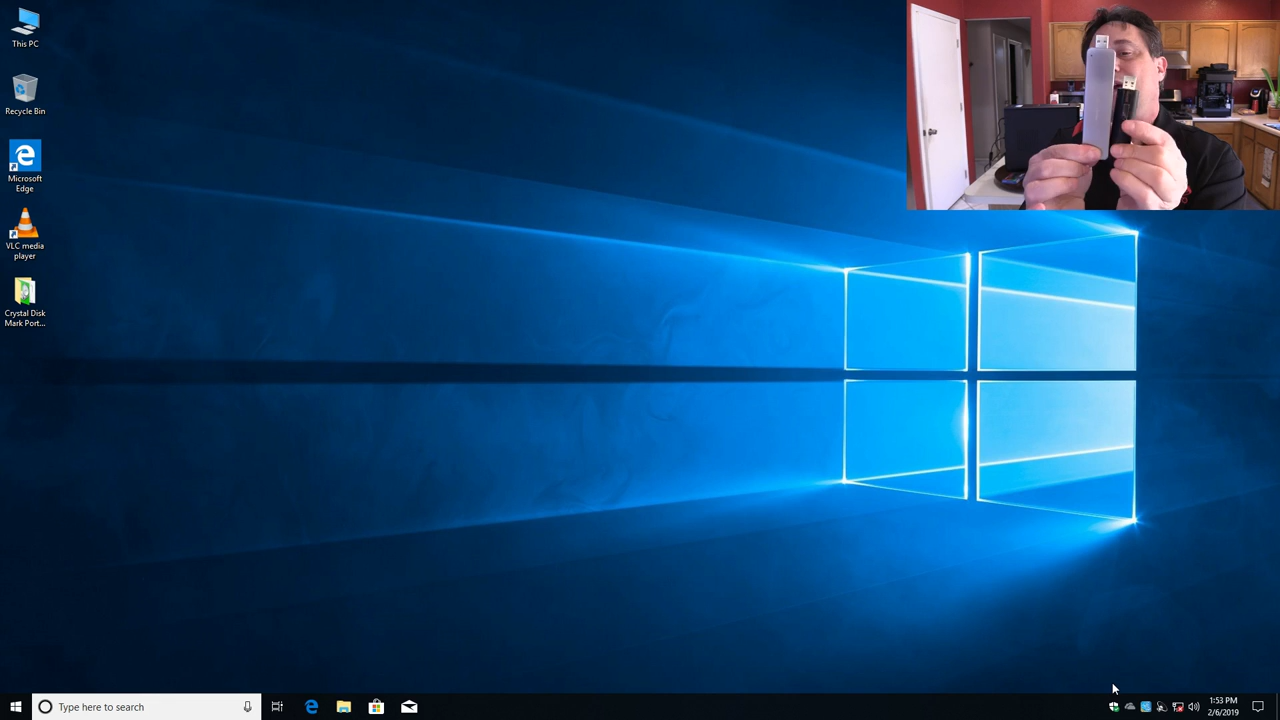 This PC
Recycle Bin
Microsoft
Edge
VLC media
player
Crystal Disk
Mark Port...
Type here to search
1:53 PM
2/6/2019